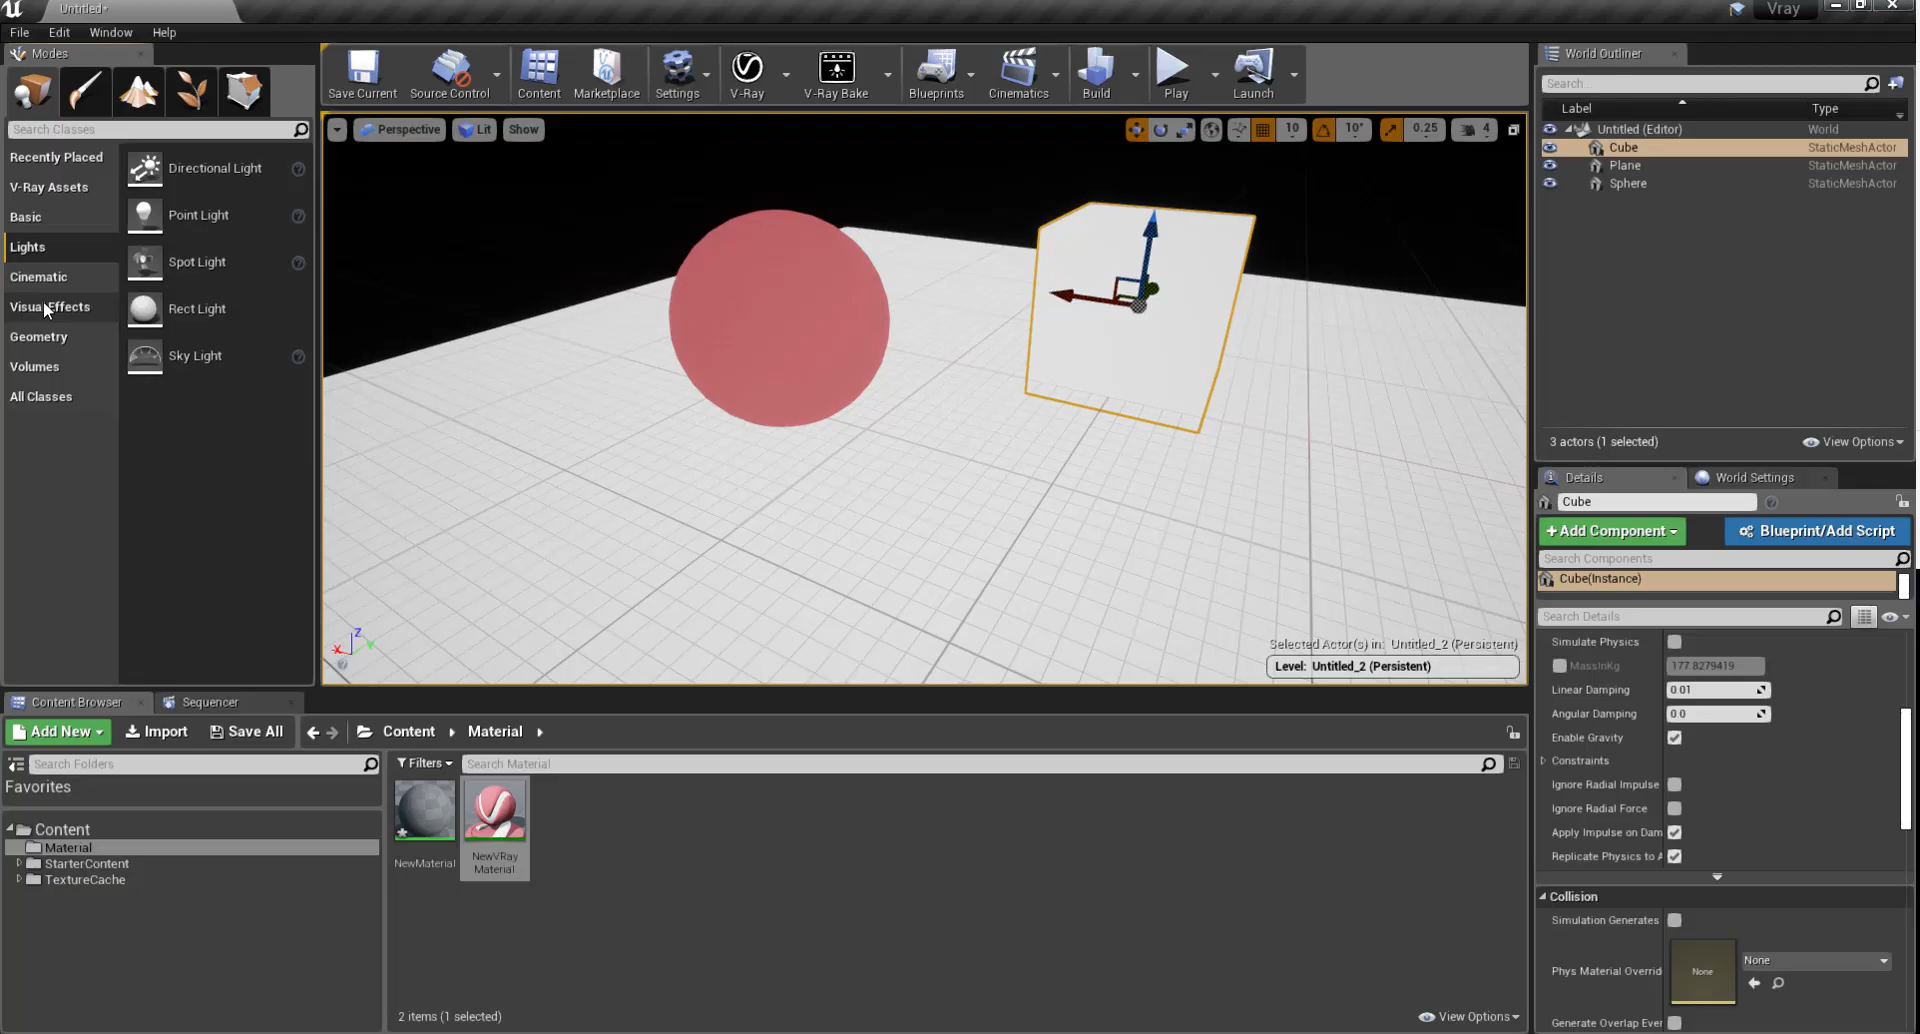 Untitled*
Vray
File Edit Window Help
Modes
Search Classes
Recently Placed
V-Ray Assets
Basic
Lights
Cinematic
Visual Effects
Geometry
Volumes
All Classes
Directional Light
Point Light
Spot Light
Rect Light
Sky Light
Save Current
Source Control
Content
Marketplace
Settings
V-Ray
V-Ray Bake
Blueprints
Cinematics
Build
Play
Launch
Perspective Lit Show
10 10° 0.25 4
X Z Y
Selected Actor(s) in: Untitled_2 (Persistent)
Level: Untitled_2 (Persistent)
World Outliner
Search...
Label Type
Untitled (Editor) World
Cube StaticMeshActor
Plane StaticMeshActor
Sphere StaticMeshActor
3 actors (1 selected) View Options
Details World Settings
Cube
+Add Component Blueprint/Add Script
Search Components
Cube(Instance)
Search Details
Simulate Physics
MassInKg 177.8279419
Linear Damping 0.01
Angular Damping 0.0
Enable Gravity
Constraints
Ignore Radial Impulse
Ignore Radial Force
Apply Impulse on Dam
Replicate Physics to A
Collision
Simulation Generates
Phys Material Overrid None None
Generate Overlap Ever
Content Browser Sequencer
Add New Import Save All Content Material
Search Folders
Favorites
Content
Material
StarterContent
TextureCache
Filters Search Material
NewMaterial
NewVRay
Material
2 items (1 selected) View Options